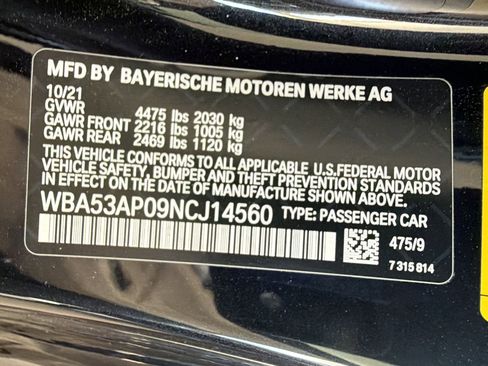 MFD BY BAYERISCHE MOTOREN WERKE AG
10/21
GVWR 4475 lbs 2030 kg
GAWR FRONT 2216 lbs 1005 kg
GAWR REAR 2469 lbs 1120 kg
THIS VEHICLE CONFORMS TO ALL APPLICABLE U.S.FEDERAL MOTOR
VEHICLE SAFETY, BUMPER AND THEFT PREVENTION STANDARDS
IN EFFECT ON THE DATE OF MANUFACTURE SHOWN ABOVE.
WBA53AP09NCJ14560 TYPE: PASSENGER CAR
475/9
7 315 814